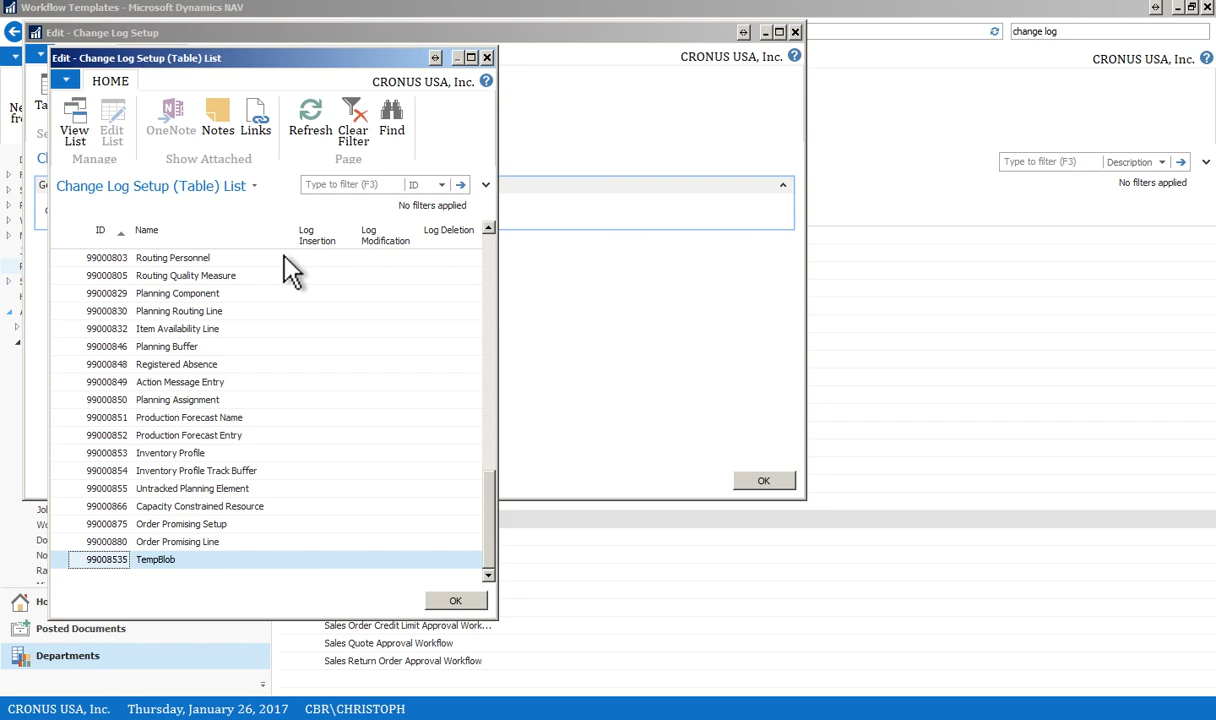 Workflow Templates - Microsoft Dynamics NAV
Edit - Change Log Setup
change log
Edit - Change Log Setup (Table) List
CRONUS USA, Inc.
CRONUS USA, Inc.
HOME
CRONUS USA, Inc.
View List
Edit List
OneNote
Notes
Links
Refresh
Clear Filter
Find
Manage
Show Attached
Page
Type to filter (F3)
Description
No filters applied
Change Log Setup (Table) List
Type to filter (F3)
ID
No filters applied
ID
Name
Log Insertion
Log Modification
Log Deletion
99000803 Routing Personnel
99000805 Routing Quality Measure
99000829 Planning Component
99000830 Planning Routing Line
99000832 Item Availability Line
99000846 Planning Buffer
99000848 Registered Absence
99000849 Action Message Entry
99000850 Planning Assignment
99000851 Production Forecast Name
99000852 Production Forecast Entry
99000853 Inventory Profile
99000854 Inventory Profile Track Buffer
99000855 Untracked Planning Element
99000866 Capacity Constrained Resource
99000875 Order Promising Setup
99000880 Order Promising Line
99008535 TempBlob
OK
OK
Sales Order Credit Limit Approval Work...
Sales Quote Approval Workflow
Sales Return Order Approval Workflow
Posted Documents
Departments
CRONUS USA, Inc.
Thursday, January 26, 2017
CBR\CHRISTOPH